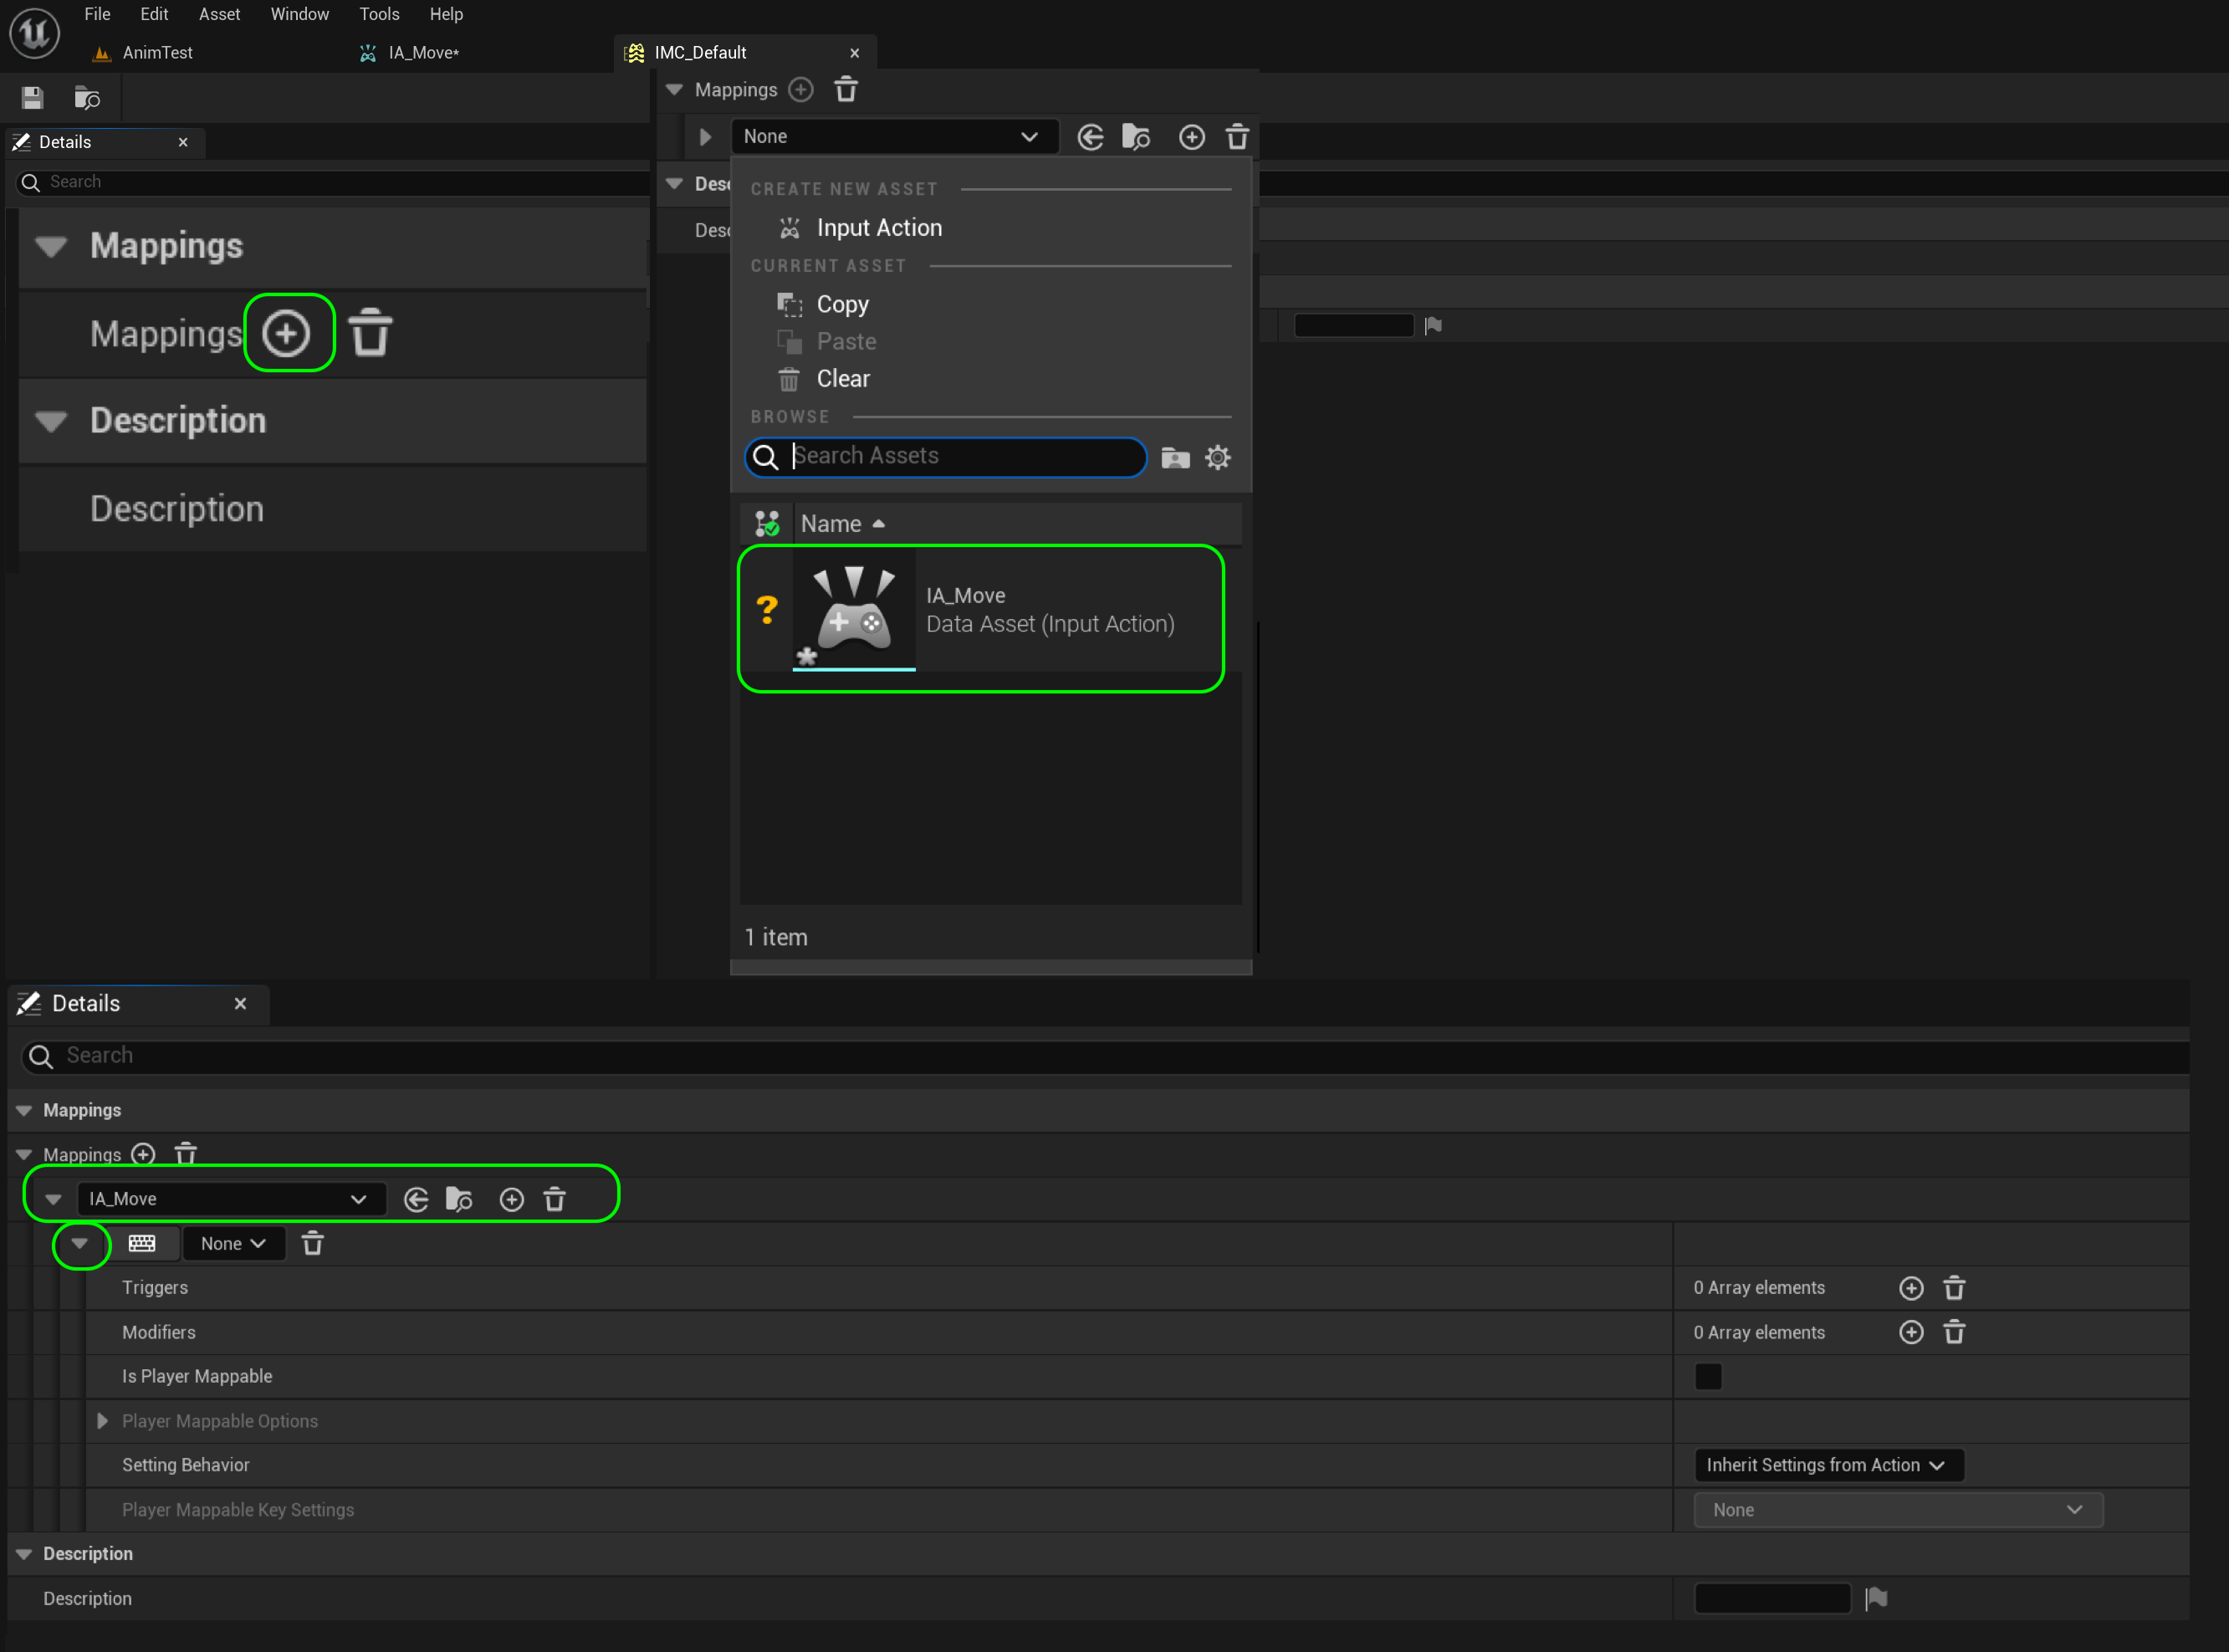 File Edit Asset Window Tools Help
AnimTest IA_Move* IMC_Default
Details
Search
Mappings
Mappings
Description
Description
Mappings
None
Desc
Desc
CREATE NEW ASSET
Input Action
CURRENT ASSET
Copy
Paste
Clear
BROWSE
Search Assets
Name
IA_Move
Data Asset (Input Action)
1 item
Details
Search
Mappings
Mappings
IA_Move
None
Triggers 0 Array elements
Modifiers 0 Array elements
Is Player Mappable
Player Mappable Options
Setting Behavior Inherit Settings from Action
Player Mappable Key Settings None
Description
Description